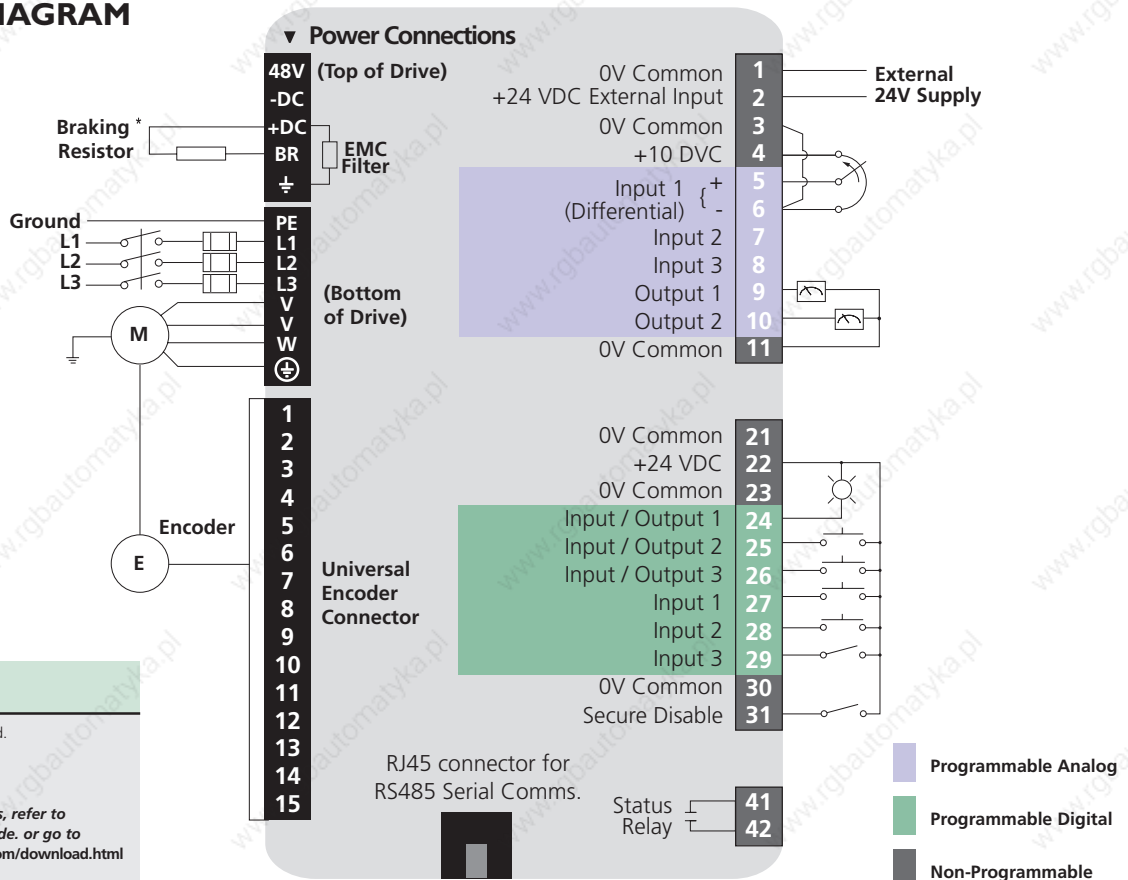 DIAGRAM
▼ Power Connections
48V (Top of Drive)
-DC
+DC
BR
Braking *
Resistor
EMC
Filter
Ground
L1
L2
L3
PE
L1
L2
L3
V
V
W
(Bottom
of Drive)
M
1
2
3
4
5
6
7
8
9
10
11
12
13
14
15
Encoder
E
Universal
Encoder
Connector
0V Common 1
+24 VDC External Input 2
External
24V Supply
0V Common 3
+10 DVC 4
Input 1 { + 5
(Differential) - 6
Input 2 7
Input 3 8
Output 1 9
Output 2 10
0V Common 11
0V Common 21
+24 VDC 22
0V Common 23
Input / Output 1 24
Input / Output 2 25
Input / Output 3 26
Input 1 27
Input 2 28
Input 3 29
0V Common 30
Secure Disable 31
RJ45 connector for
RS485 Serial Comms.
Status 41
Relay 42
Programmable Analog
Programmable Digital
Non-Programmable
d.
s, refer to
de. or go to
om/download.html
www.rgbautomatyka.pl